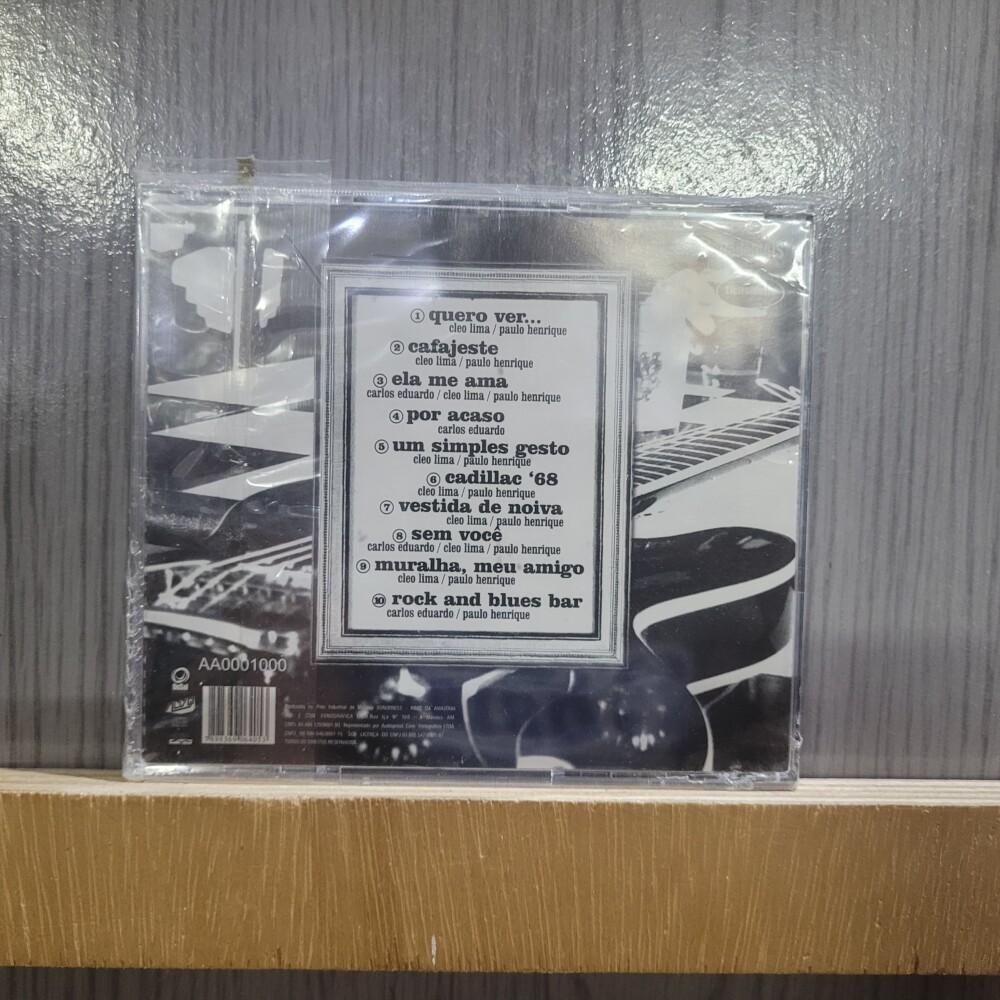 1 quero ver...
cleo lima / paulo henrique
2 cafajeste
cleo lima / paulo henrique
3 ela me ama
carlos eduardo / cleo lima / paulo henrique
4 por acaso
carlos eduardo
5 um simples gesto
cleo lima / paulo henrique
6 cadillac ‘68
cleo lima / paulo henrique
7 vestida de noiva
cleo lima / paulo henrique
8 sem você
carlos eduardo / cleo lima / paulo henrique
9 muralha, meu amigo
cleo lima / paulo henrique
10 rock and blues bar
carlos eduardo / paulo henrique
AA0001000